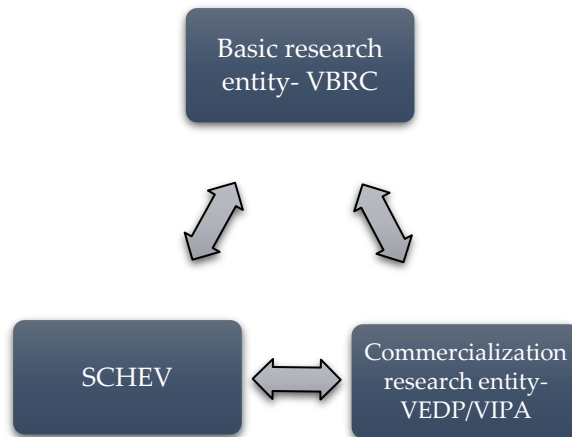 Basic research
entity- VBRC
SCHEV
Commercialization
research entity-
VEDP/VIPA